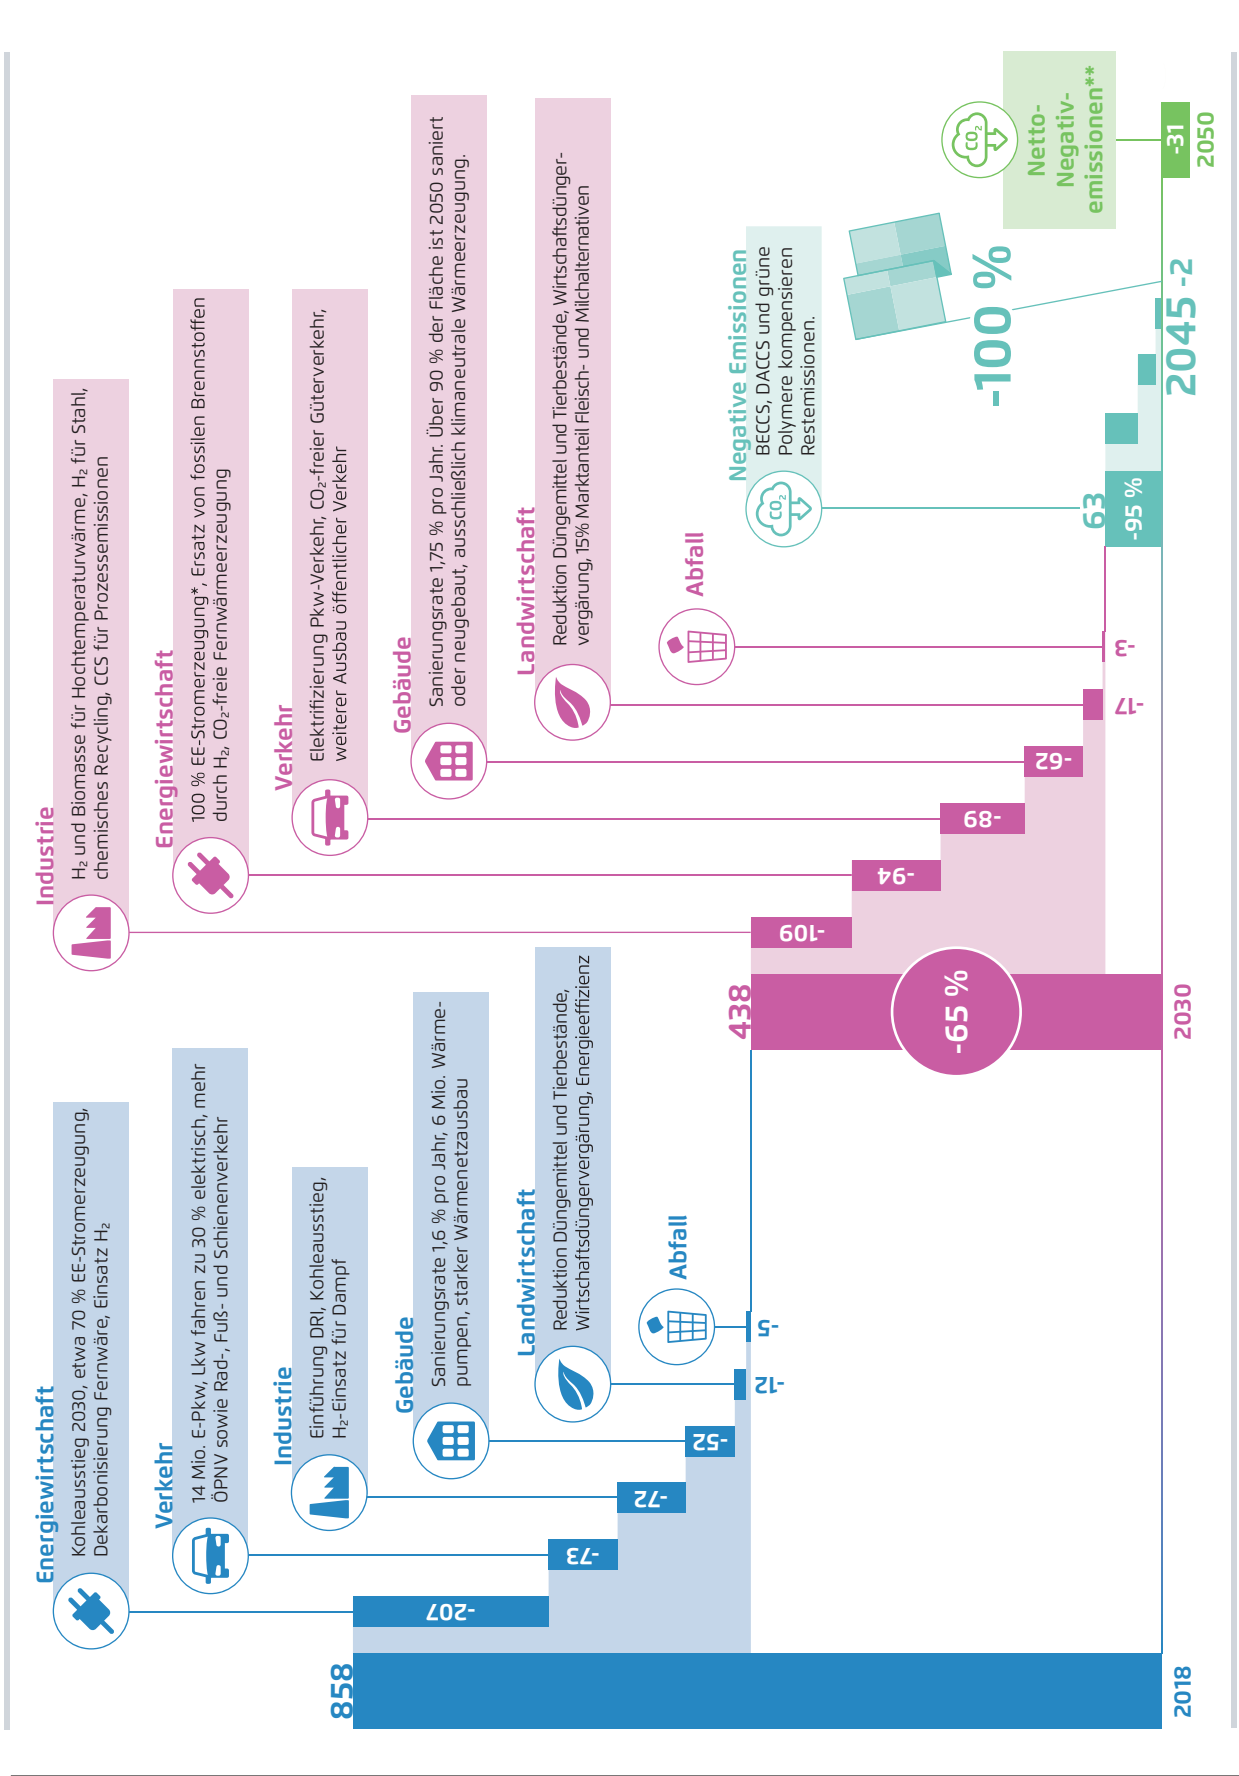 858
2018
Energiewirtschaft
Kohleausstieg 2030, etwa 70 % EE-Stromerzeugung,
Dekarbonisierung Fernwäre, Einsatz H₂
-207
Verkehr
14 Mio. E-Pkw, Lkw fahren zu 30 % elektrisch, mehr
ÖPNV sowie Rad-, Fuß- und Schienenverkehr
-73
Industrie
Einführung DRI, Kohleausstieg,
H₂-Einsatz für Dampf
-72
Gebäude
Sanierungsrate 1,6 % pro Jahr, 6 Mio. Wärme-
pumpen, starker Wärmenetzausbau
-52
Landwirtschaft
Reduktion Düngemittel und Tierbestände,
Wirtschaftsdüngervergärung, Energieeffizienz
-12
Abfall
-5
438
-65 %
2030
Industrie
H₂ und Biomasse für Hochtemperaturwärme, H₂ für Stahl,
chemisches Recycling, CCS für Prozessemissionen
-109
Energiewirtschaft
100 % EE-Stromerzeugung*, Ersatz von fossilen Brennstoffen
durch H₂, CO₂-freie Fernwärmeerzeugung
-94
Verkehr
Elektrifizierung Pkw-Verkehr, CO₂-freier Güterverkehr,
weiterer Ausbau öffentlicher Verkehr
-89
Gebäude
Sanierungsrate 1,75 % pro Jahr. Über 90 % der Fläche ist 2050 saniert
oder neugebaut, ausschließlich klimaneutrale Wärmeerzeugung.
-62
Landwirtschaft
Reduktion Düngemittel und Tierbestände, Wirtschaftsdünger-
vergärung, 15% Marktanteil Fleisch- und Milchalternativen
-17
Abfall
-3
63
-95 %
Negative Emissionen
CO₂
BECCS, DACCS und grüne
Polymere kompensieren
Restemissionen.
-100 %
2045 -2
CO₂
Netto-
Negativ-
emissionen**
-31
2050